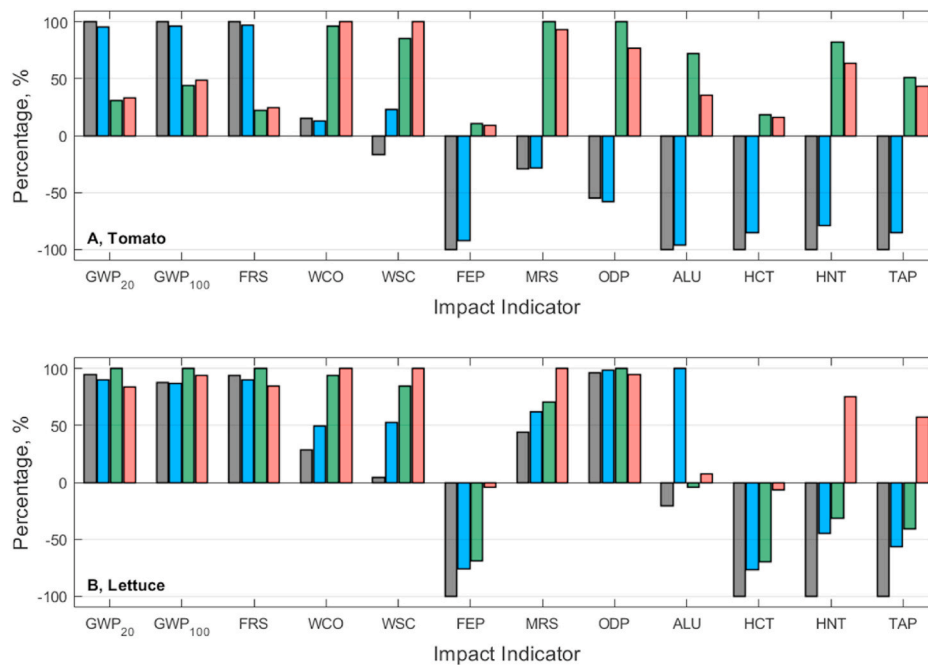 100
50
0
-50
-100
Percentage, %
A, Tomato
GWP20 GWP100 FRS WCO WSC FEP MRS ODP ALU HCT HNT TAP
Impact Indicator
100
50
0
-50
-100
Percentage, %
B, Lettuce
GWP20 GWP100 FRS WCO WSC FEP MRS ODP ALU HCT HNT TAP
Impact Indicator